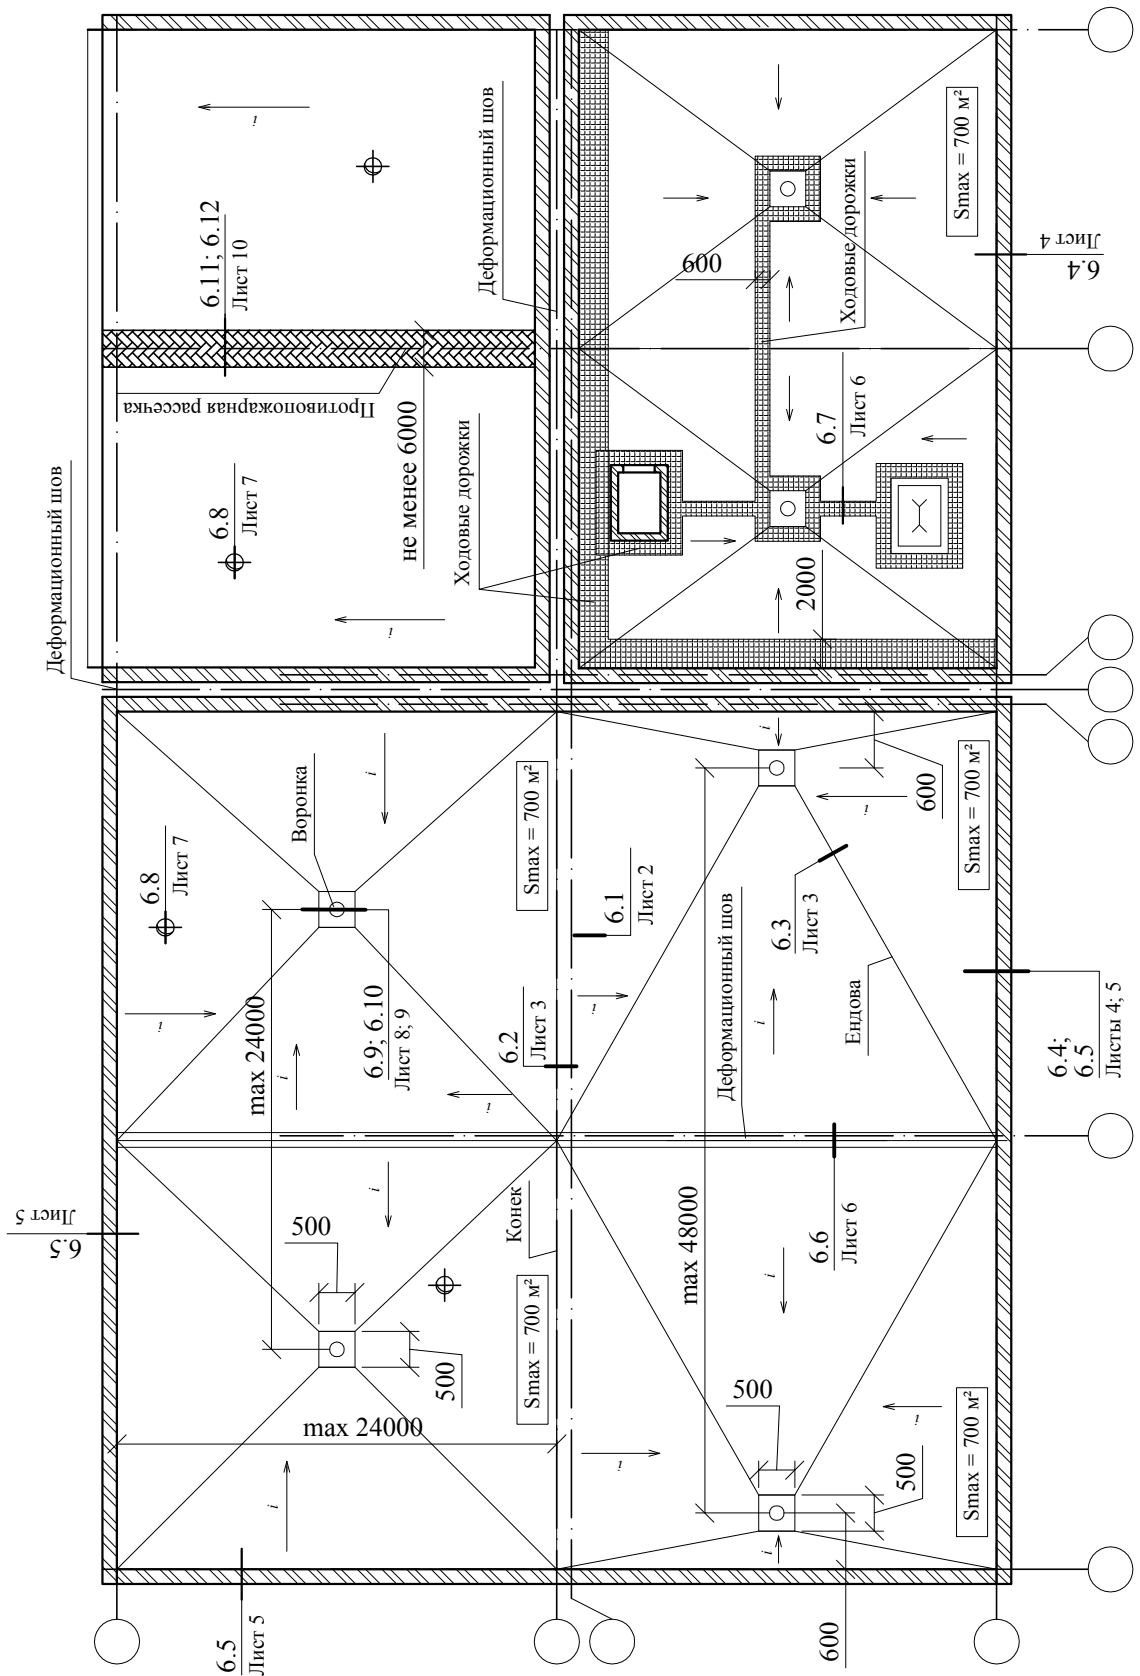 Деформационный шов
6.8
Лист 7
Противопожарная рассечка
не менее 6000
6.11; 6.12
Лист 10
i
i
Ходовые дорожки
Деформационный шов
2000
6.7
Лист 6
600
Ходовые дорожки
Smax = 700 м²
6.4
Лист 4
6.5
Лист 5
6.5
Лист 5
i
max 24000
500
500
i
i
max 24000
i
i
6.8
Лист 7
Воронка
i
6.9; 6.10
Лист 8; 9
Smax = 700 м²
Конек
6.2
Лист 3
Smax = 700 м²
i
i
6.1
Лист 2
max 48000
Деформационный шов
6.3
Лист 3
Ендова
i
500
500
600
i
i
6.6
Лист 6
i
i
i
600
Smax = 700 м²
Smax = 700 м²
6.4;
6.5
Листы 4; 5